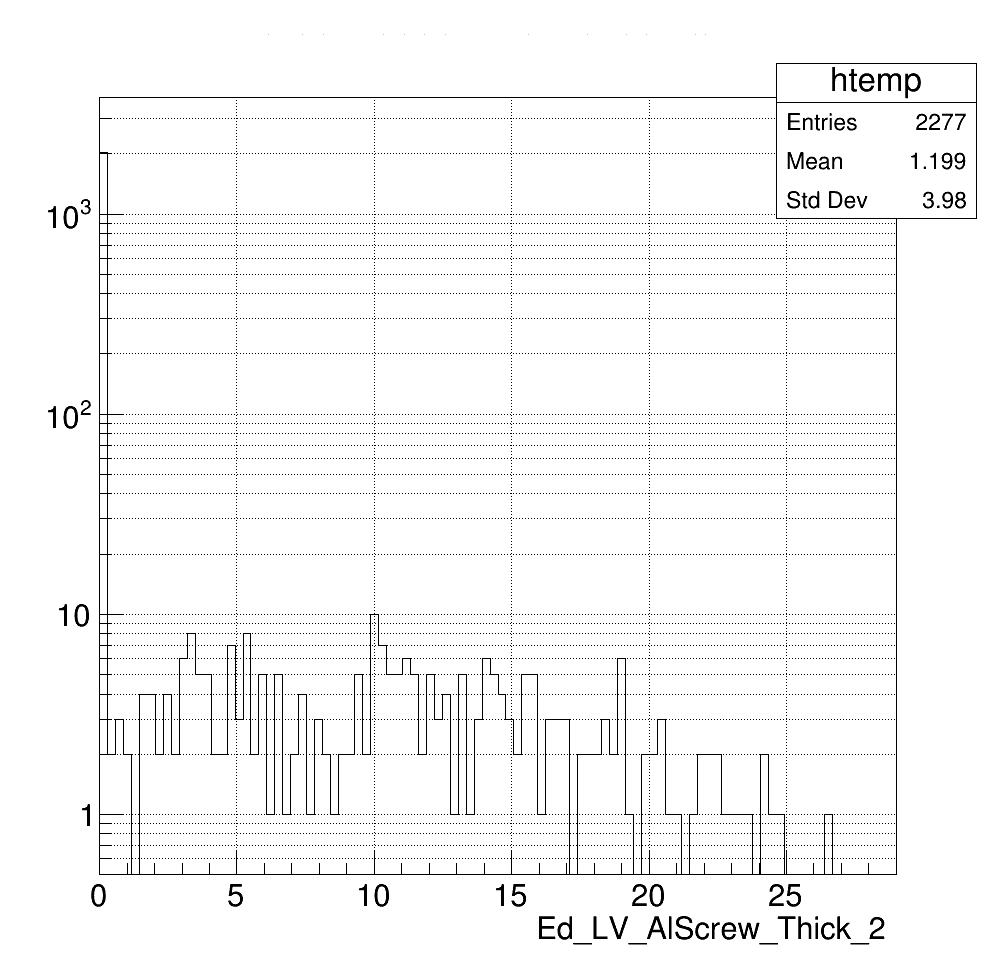 htemp
Entries 2277
Mean 1.199
Std Dev 3.98
10³
10²
10
1
0 5 10 15 20 25
Ed_LV_AlScrew_Thick_2